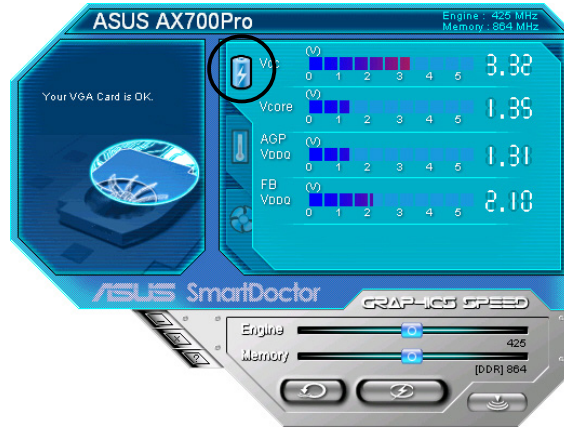 ASUS AX700Pro
Engine : 425 MHz
Memory : 864 MHz
Your VGA Card is OK.
Vcc (V) 0 1 2 3 4 5 3.32
Vcore (V) 0 1 2 3 4 5 1.35
AGP
VDDQ (V) 0 1 2 3 4 5 1.31
FB
VDDQ (V) 0 1 2 3 4 5 2.10
ASUS SmartDoctor
GRAPHICS SPEED
Engine
425
Memory
[DDR] 864